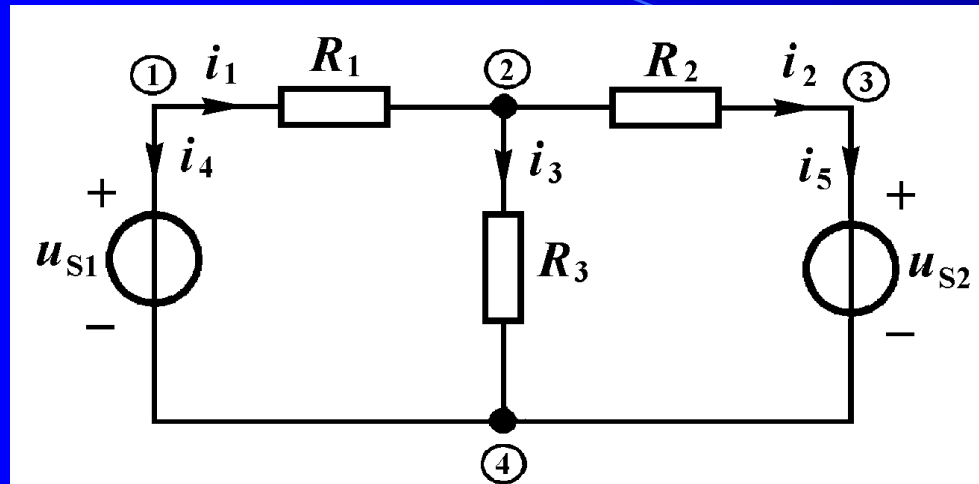 ① i1 R1 ② R2 i2 ③
i4 i3 i5
+ +
uS1 R3 uS2
− −
④